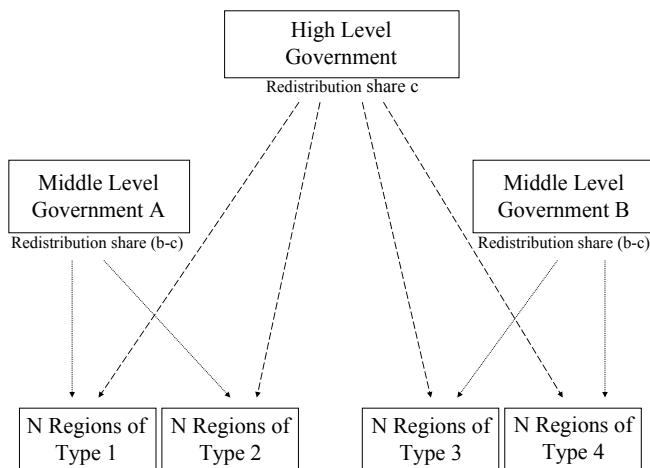 High Level
Government
Redistribution share c
Middle Level
Government A
Redistribution share (b-c)
Middle Level
Government B
Redistribution share (b-c)
N Regions of
Type 1
N Regions of
Type 2
N Regions of
Type 3
N Regions of
Type 4